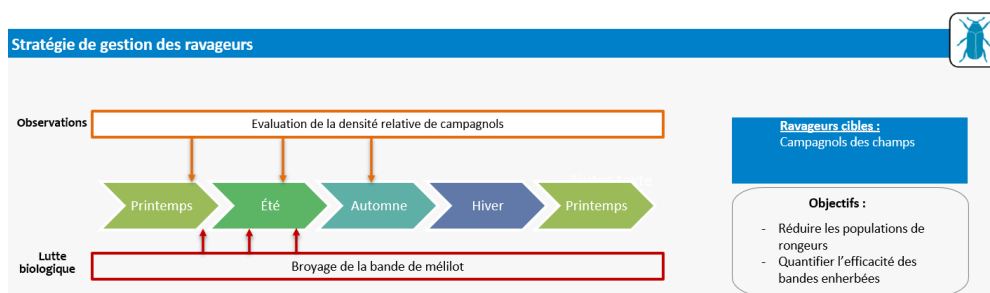 Stratégie de gestion des ravageurs
Observations
Evaluation de la densité relative de campagnols
Printemps
Été
Automne
Hiver
Printemps
Lutte
biologique
Broyage de la bande de mélilot
Ravageurs cibles :
Campagnols des champs
Objectifs :
- Réduire les populations de
rongeurs
- Quantifier l'efficacité des
bandes enherbées